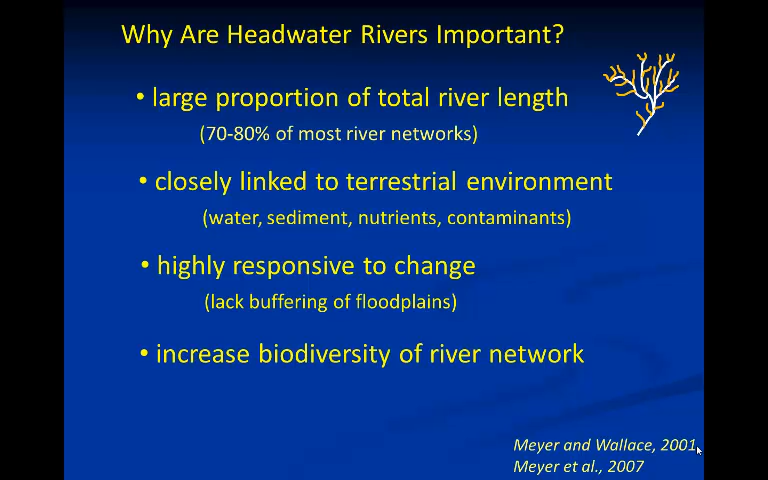 Why Are Headwater Rivers Important?
• large proportion of total river length
(70-80% of most river networks)
• closely linked to terrestrial environment
(water, sediment, nutrients, contaminants)
• highly responsive to change
(lack buffering of floodplains)
• increase biodiversity of river network
Meyer and Wallace, 2001
Meyer et al., 2007